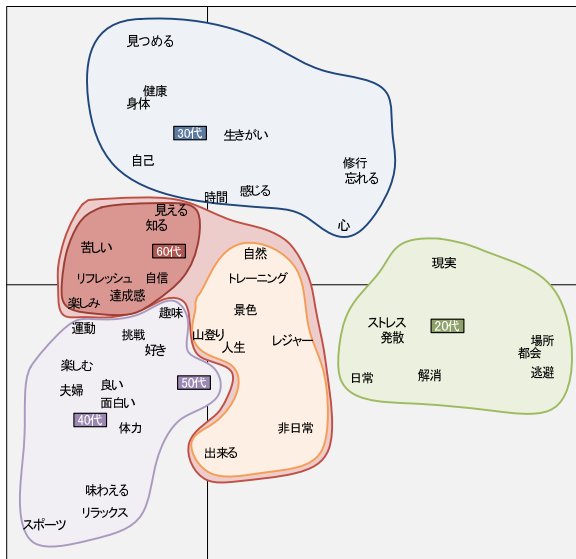 見つめる
健康
身体
30代
生きがい
自己
修行
忘れる
感じる
時間
心
見える
知る
苦しい
60代
リフレッシュ
自信
達成感
楽しみ
自然
トレーニング
景色
山登り
人生
レジャー
非日常
出来る
趣味
運動
挑戦
好き
楽しむ
夫婦
良い
面白い
50代
40代
体力
味わえる
リラックス
スポーツ
現実
ストレス
発散
20代
場所
都会
逃避
日常
解消